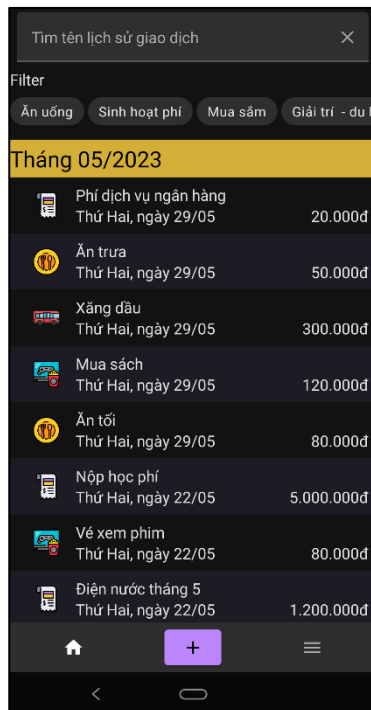 Tìm tên lịch sử giao dịch
Filter
Ăn uống Sinh hoạt phí Mua sắm Giải trí - du
Tháng 05/2023
Phí dịch vụ ngân hàng
Thứ Hai, ngày 29/05 20.000đ
Ăn trưa
Thứ Hai, ngày 29/05 50.000đ
Xăng dầu
Thứ Hai, ngày 29/05 300.000đ
Mua sách
Thứ Hai, ngày 29/05 120.000đ
Ăn tối
Thứ Hai, ngày 29/05 80.000đ
Nộp học phí
Thứ Hai, ngày 22/05 5.000.000đ
Vé xem phim
Thứ Hai, ngày 22/05 80.000đ
Điện nước tháng 5
Thứ Hai, ngày 22/05 1.200.000đ